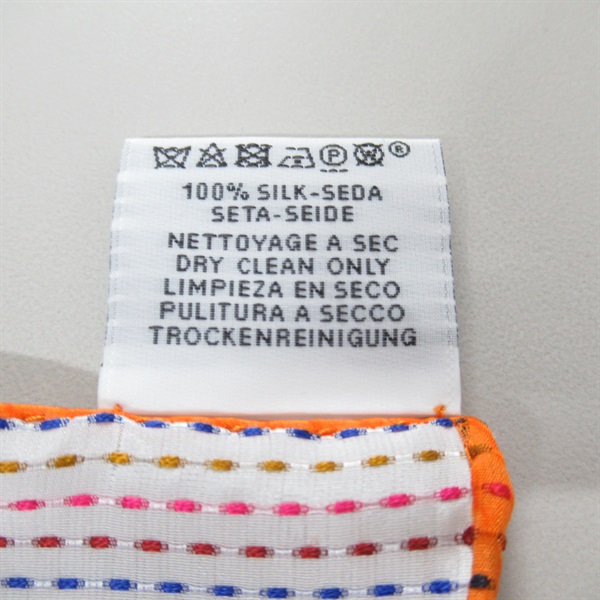 P W ®
100% SILK-SEDA
SETA-SEIDE
NETTOYAGE A SEC
DRY CLEAN ONLY
LIMPIEZA EN SECO
PULITURA A SECCO
TROCKENREINIGUNG